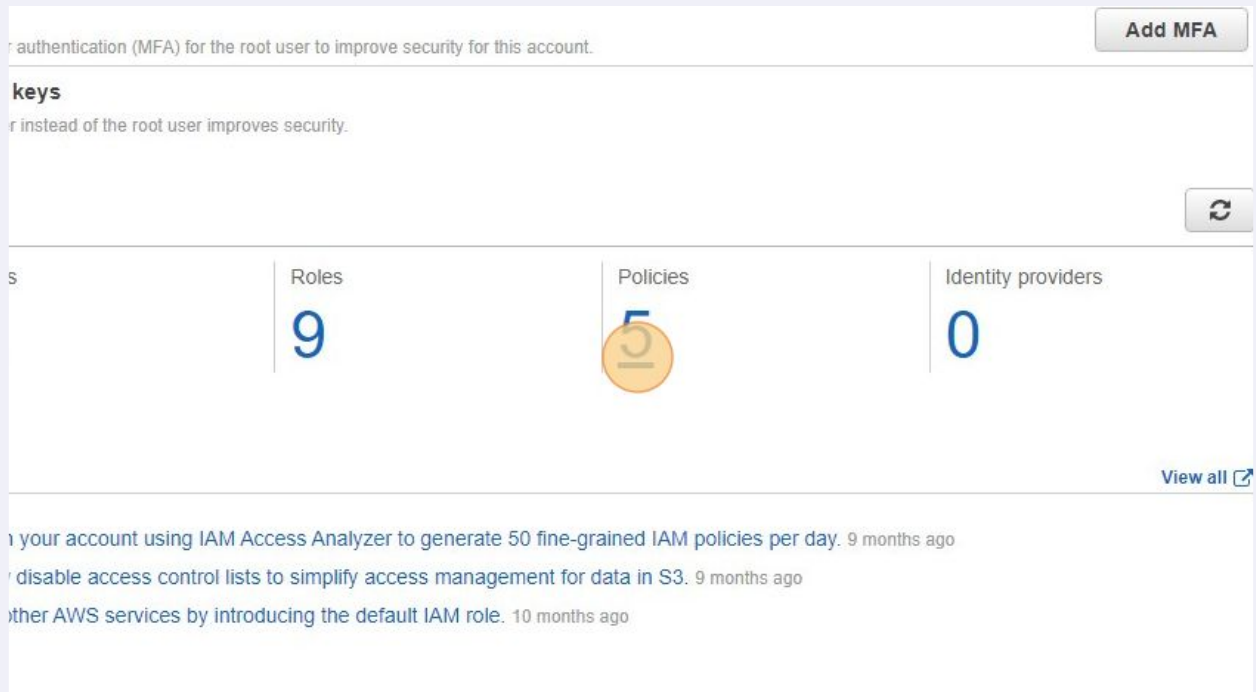 authentication (MFA) for the root user to improve security for this account.
Add MFA
keys
r instead of the root user improves security.
s
Roles
Policies
Identity providers
9
5
0
View all
your account using IAM Access Analyzer to generate 50 fine-grained IAM policies per day. 9 months ago
disable access control lists to simplify access management for data in S3. 9 months ago
other AWS services by introducing the default IAM role. 10 months ago